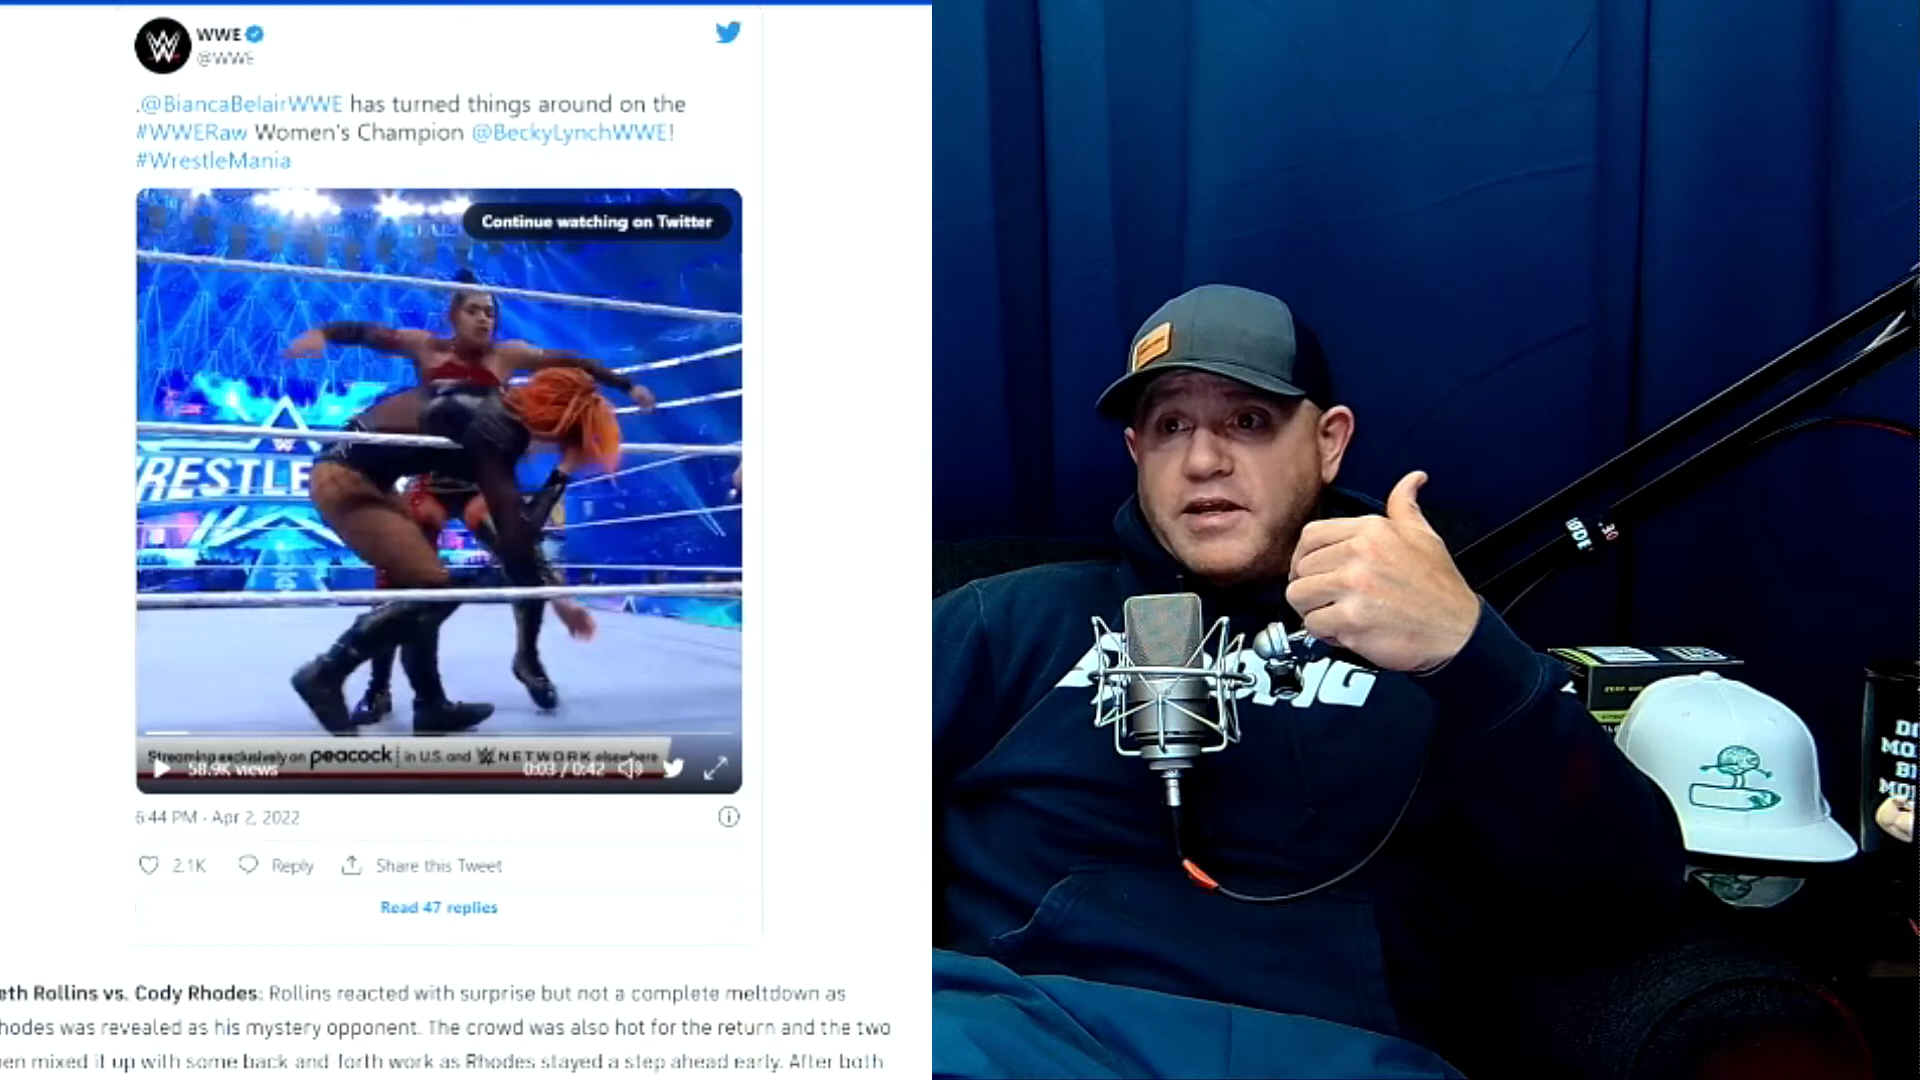 WWE
@WWE
.@BiancaBelairWWE has turned things around on the
#WWERaw Women's Champion @BeckyLynchWWE!
#WrestleMania
Continue watching on Twitter
RESTLE
Streaming exclusively on peacock in U.S. and NETWORK elsewhere
58.9K views
0:03 / 0:42
6:44 PM · Apr 2, 2022
2.1K Reply Share this Tweet
Read 47 replies
eth Rollins vs. Cody Rhodes: Rollins reacted with surprise but not a complete meltdown as
hodes was revealed as his mystery opponent. The crowd was also hot for the return and the two
en mixed it up with some back and forth work as Rhodes stayed a step ahead early. After both